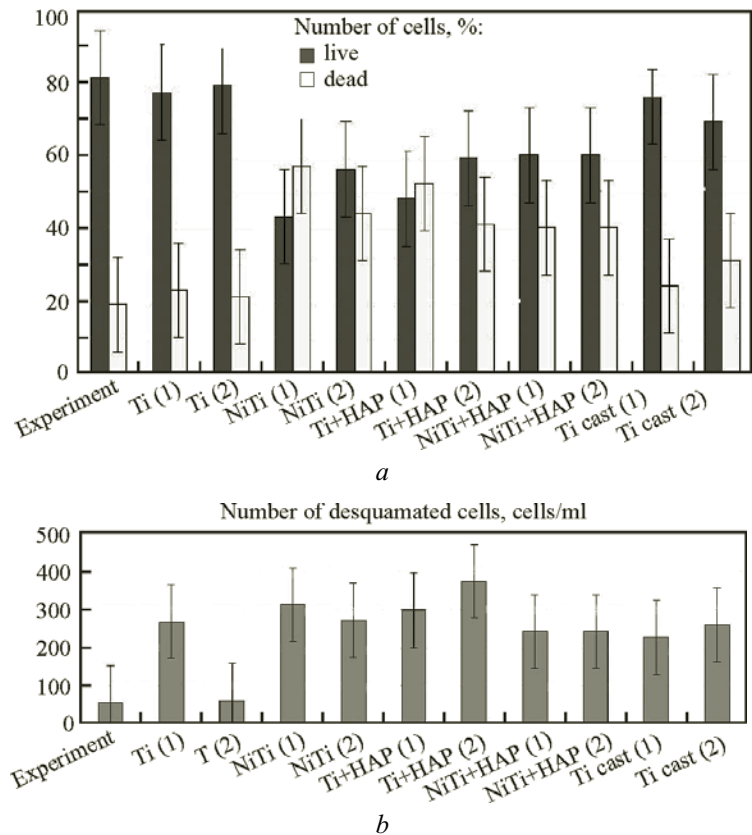 Number of cells, %:
live
dead
100
80
60
40
20
0
Experiment
Ti (1)
Ti (2)
NiTi (1)
NiTi (2)
Ti+HAP (1)
Ti+HAP (2)
NiTi+HAP (1)
NiTi+HAP (2)
Ti cast (1)
Ti cast (2)
a
Number of desquamated cells, cells/ml
500
400
300
200
100
0
Experiment
Ti (1)
T (2)
NiTi (1)
NiTi (2)
Ti+HAP (1)
Ti+HAP (2)
NiTi+HAP (1)
NiTi+HAP (2)
Ti cast (1)
Ti cast (2)
b